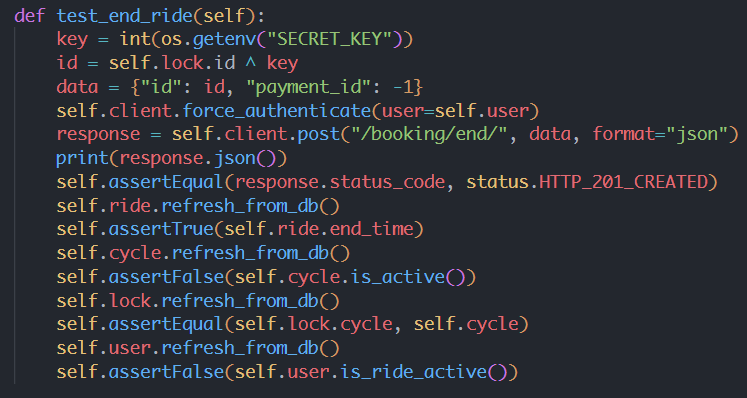 def test_end_ride(self):
    key = int(os.getenv("SECRET_KEY"))
    id = self.lock.id ^ key
    data = {"id": id, "payment_id": -1}
    self.client.force_authenticate(user=self.user)
    response = self.client.post("/booking/end/", data, format="json")
    print(response.json())
    self.assertEqual(response.status_code, status.HTTP_201_CREATED)
    self.ride.refresh_from_db()
    self.assertTrue(self.ride.end_time)
    self.cycle.refresh_from_db()
    self.assertFalse(self.cycle.is_active())
    self.lock.refresh_from_db()
    self.assertEqual(self.lock.cycle, self.cycle)
    self.user.refresh_from_db()
    self.assertFalse(self.user.is_ride_active())